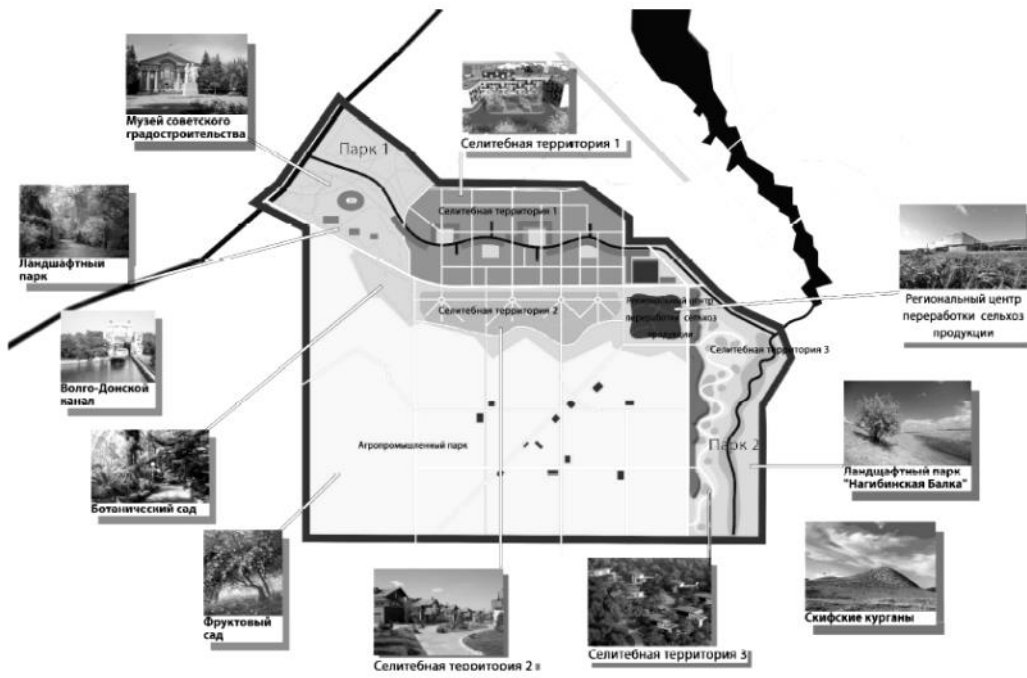 Музей советского
градостроительства
Парк 1
Селитебная территория 1
Селитебная территория 1
Ландшафтный
парк
Региональный центр
переработки сельхоз
продукции
Селитебная территория 2
Региональный центр
переработки сельхоз
продукции
Селитебная территория 3
Волго-Донской
канал
Агропромышленный парк
Парк 2
Ландщафтный парк
"Нагибинская Балка"
Ботанический сад
Фруктовый
сад
Скифские курганы
Селитебная территория 2
Селитебная территория 3